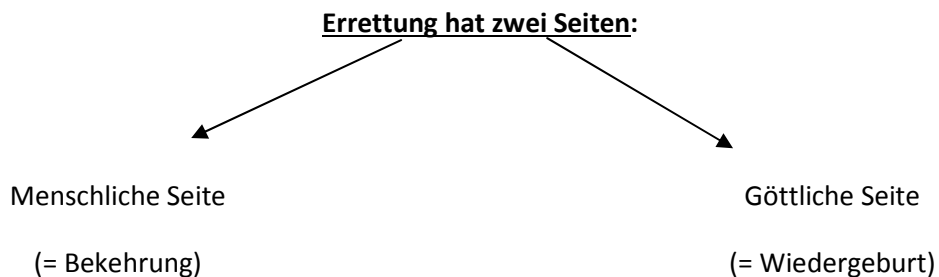 Errettung hat zwei Seiten:
Menschliche Seite
Göttliche Seite
(= Bekehrung)
(= Wiedergeburt)